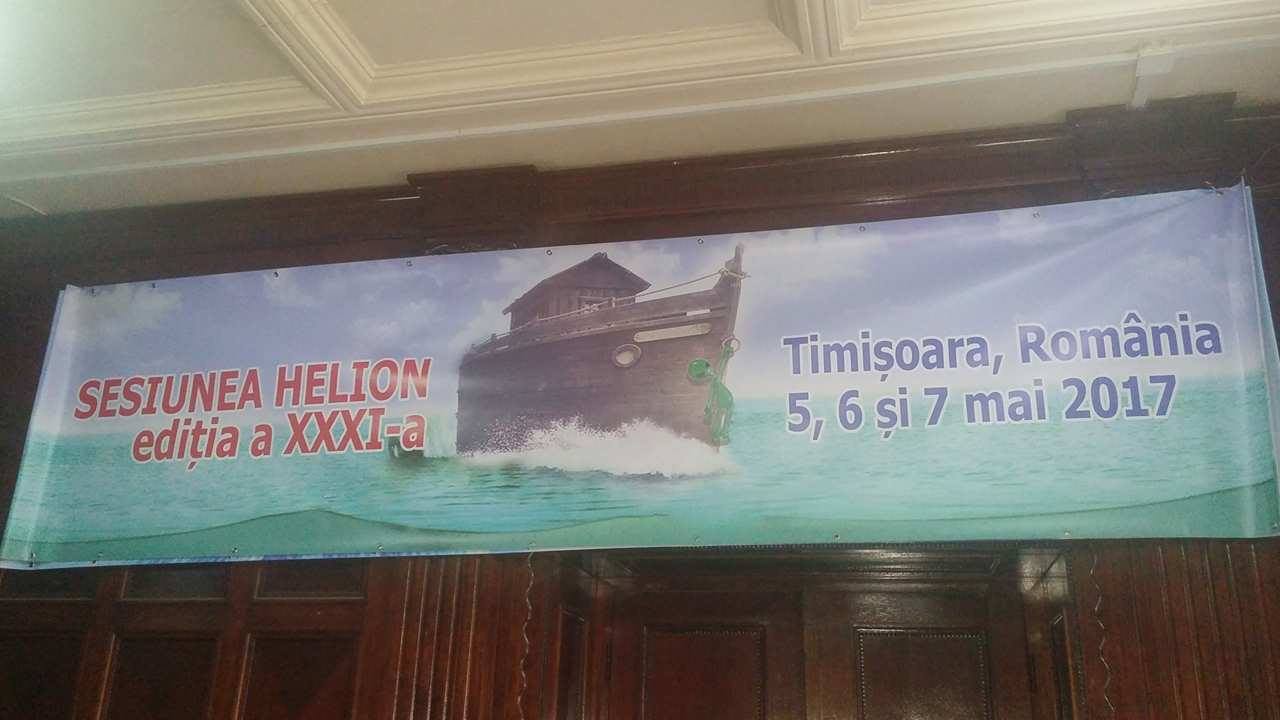 SESIUNEA HELION
ediția a XXXI-a
Timișoara, România
5, 6 și 7 mai 2017